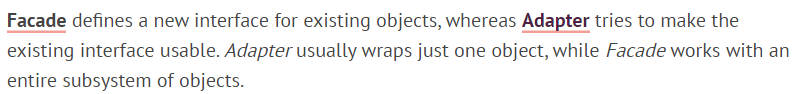 Facade defines a new interface for existing objects, whereas Adapter tries to make the
existing interface usable. Adapter usually wraps just one object, while Facade works with an
entire subsystem of objects.